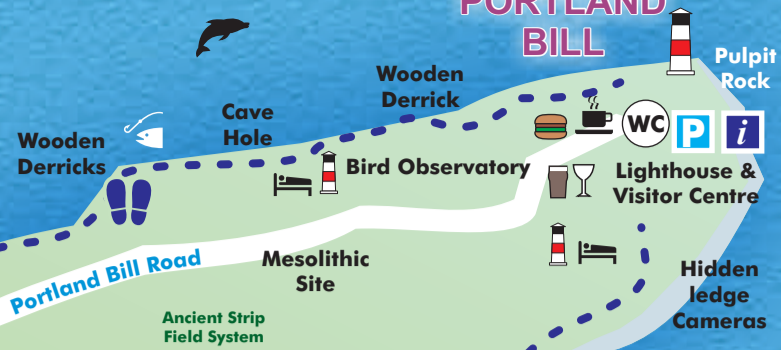 PORTLAND
BILL
Pulpit
Rock
Wooden
Derrick
Cave
Hole
Wooden
Derricks
WC
P
i
Bird Observatory
Lighthouse &
Visitor Centre
Mesolithic
Site
Portland Bill Road
Hidden
ledge
Cameras
Ancient Strip
Field System